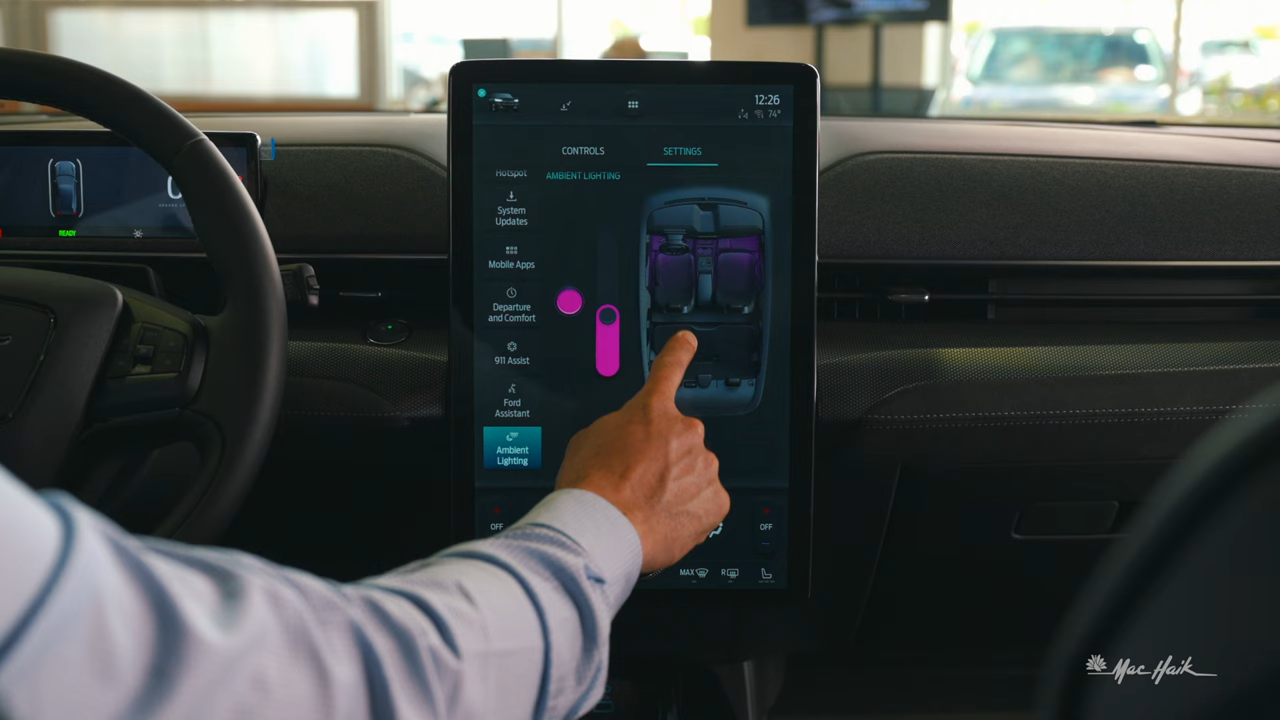 12:26
74°
CONTROLS
SETTINGS
Hotspot
AMBIENT LIGHTING
System
Updates
Mobile Apps
Departure
and Comfort
911 Assist
Ford
Assistant
Ambient
Lighting
READY
OFF
OFF
MAX
R
Mac Haik